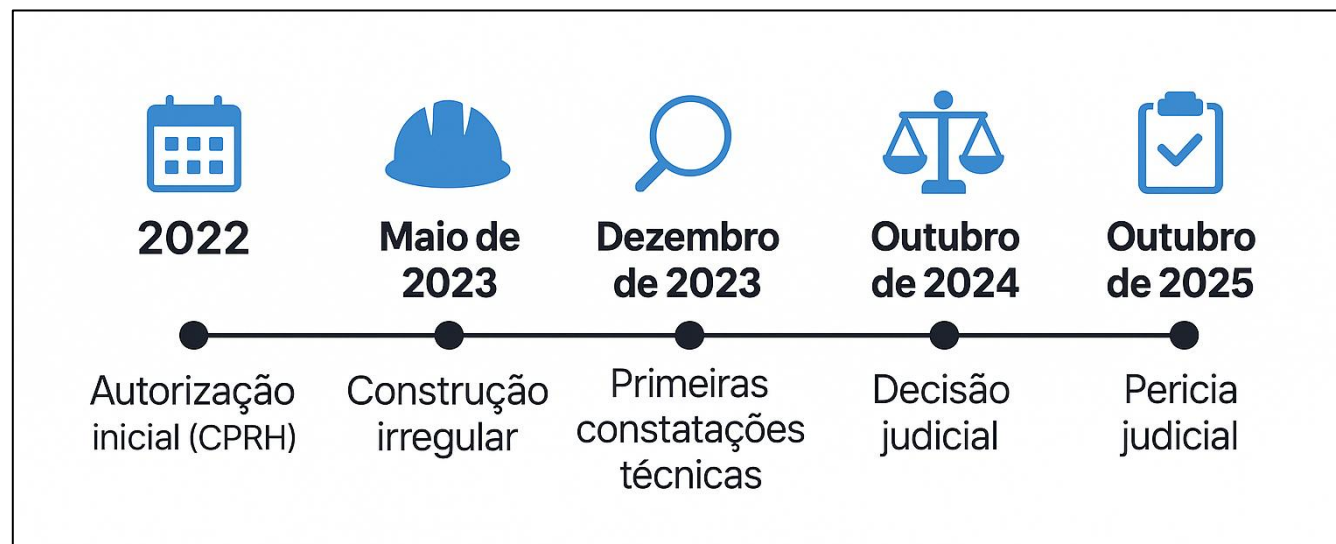 2022
Autorização
inicial (CPRH)
Maio de
2023
Construção
irregular
Dezembro
de 2023
Primeiras
constatações
técnicas
Outubro
de 2024
Decisão
judicial
Outubro
de 2025
Pericia
judicial